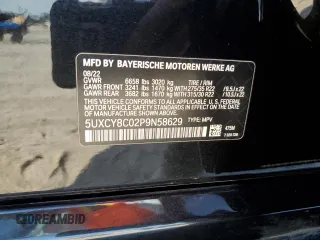 MFD BY BAYERISCHE MOTOREN WERKE AG
08/22
GVWR 6658 lbs 3020 kg TIRE / RIM
GAWR FRONT 3241 lbs 1470 KG WITH 275/35 R22 / 9.5J x 22
GAWR REAR 3682 lbs 1670 KG WITH 315/30 R22 / 10.5J x 22
THIS VEHICLE CONFORMS TO ALL APPLICABLE U.S. FEDERAL
MOTOR VEHICLE SAFETY STANDARDS IN EFFECT ON THE DATE OF
MANUFACTURE SHOWN ABOVE.
5UXCY8C02P9N58629 TYPE: MPV
DREAMBID